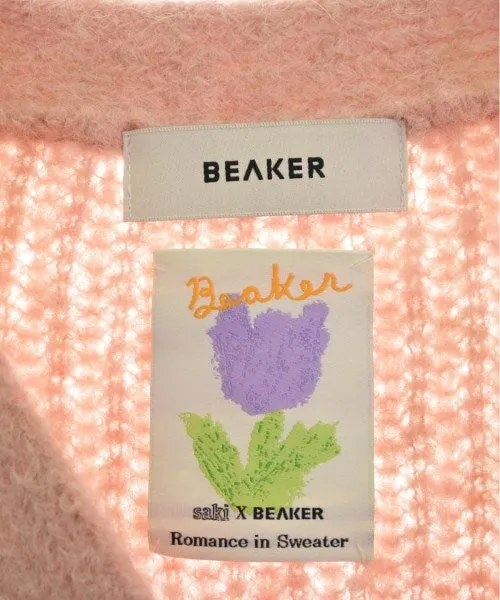 BEAKER
Beaker
saki X BEAKER
Romance in Sweater